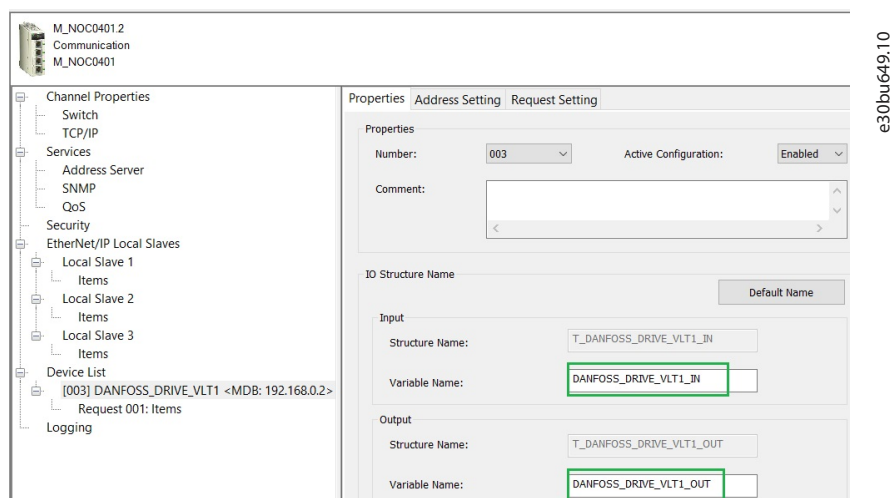 M_NOC0401.2
Communication
M_NOC0401
Channel Properties
Switch
TCP/IP
Services
Address Server
SNMP
QoS
Security
EtherNet/IP Local Slaves
Local Slave 1
Items
Local Slave 2
Items
Local Slave 3
Items
Device List
[003] DANFOSS_DRIVE_VLT1 <MDB: 192.168.0.2>
Request 001: Items
Logging
Properties Address Setting Request Setting
Properties
Number: 003 Active Configuration: Enabled
Comment:
IO Structure Name
Default Name
Input
Structure Name: T_DANFOSS_DRIVE_VLT1_IN
Variable Name: DANFOSS_DRIVE_VLT1_IN
Output
Structure Name: T_DANFOSS_DRIVE_VLT1_OUT
Variable Name: DANFOSS_DRIVE_VLT1_OUT
e30bu649.10